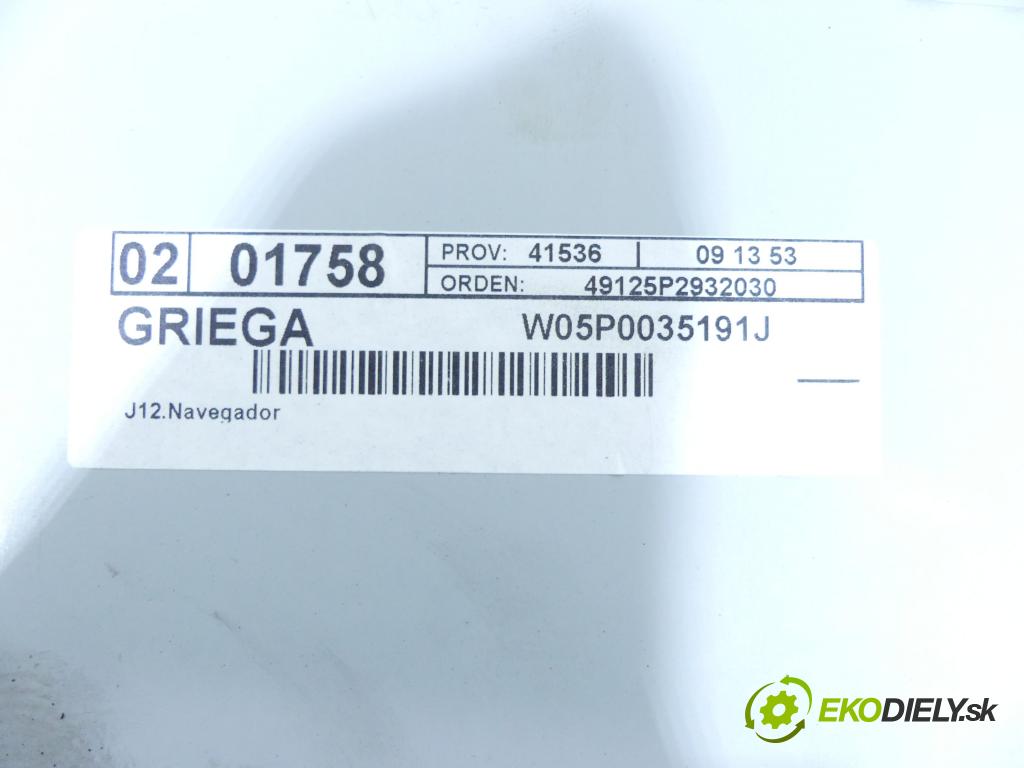 02 01758 PROV: 41536 09 13 53
ORDEN: 49125P2932030
GRIEGA W05P0035191J
J12.Navegador
EKODIELY.sk